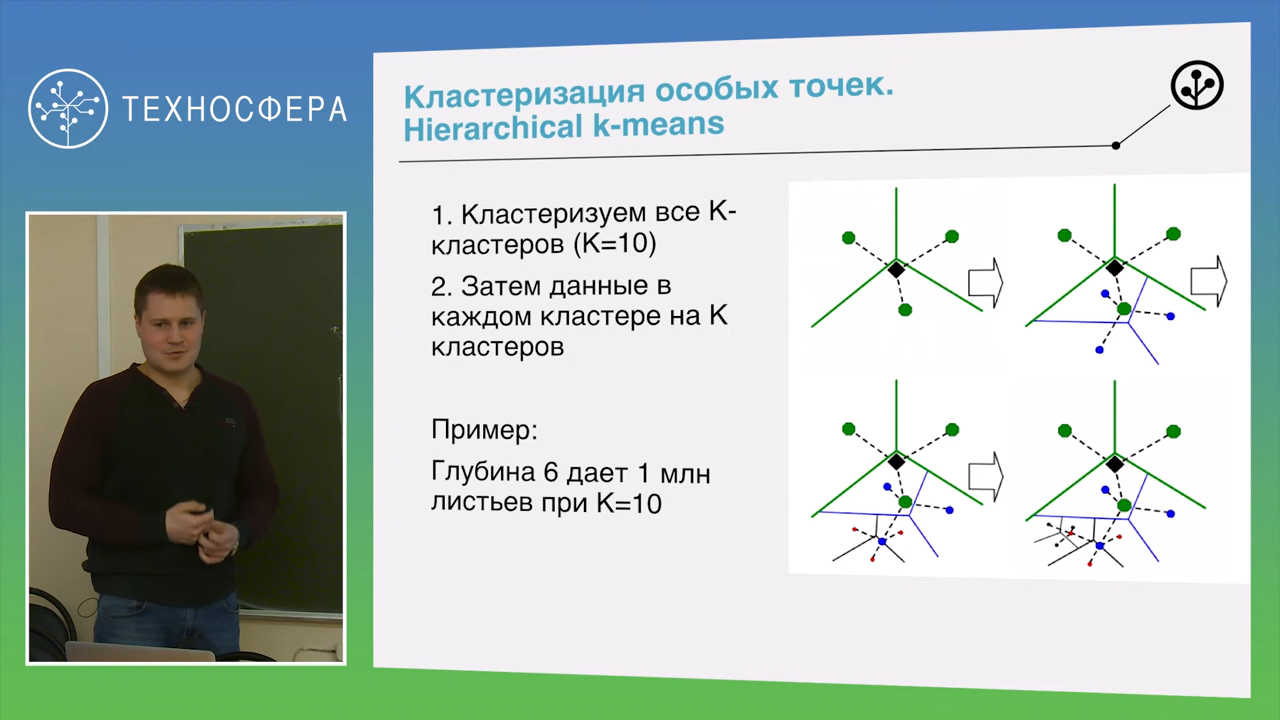 ТЕХНОСФЕРА
Кластеризация особых точек.
Hierarchical k-means
1. Кластеризуем все K-
кластеров (K=10)
2. Затем данные в
каждом кластере на K
кластеров
Пример:
Глубина 6 дает 1 млн
листьев при K=10